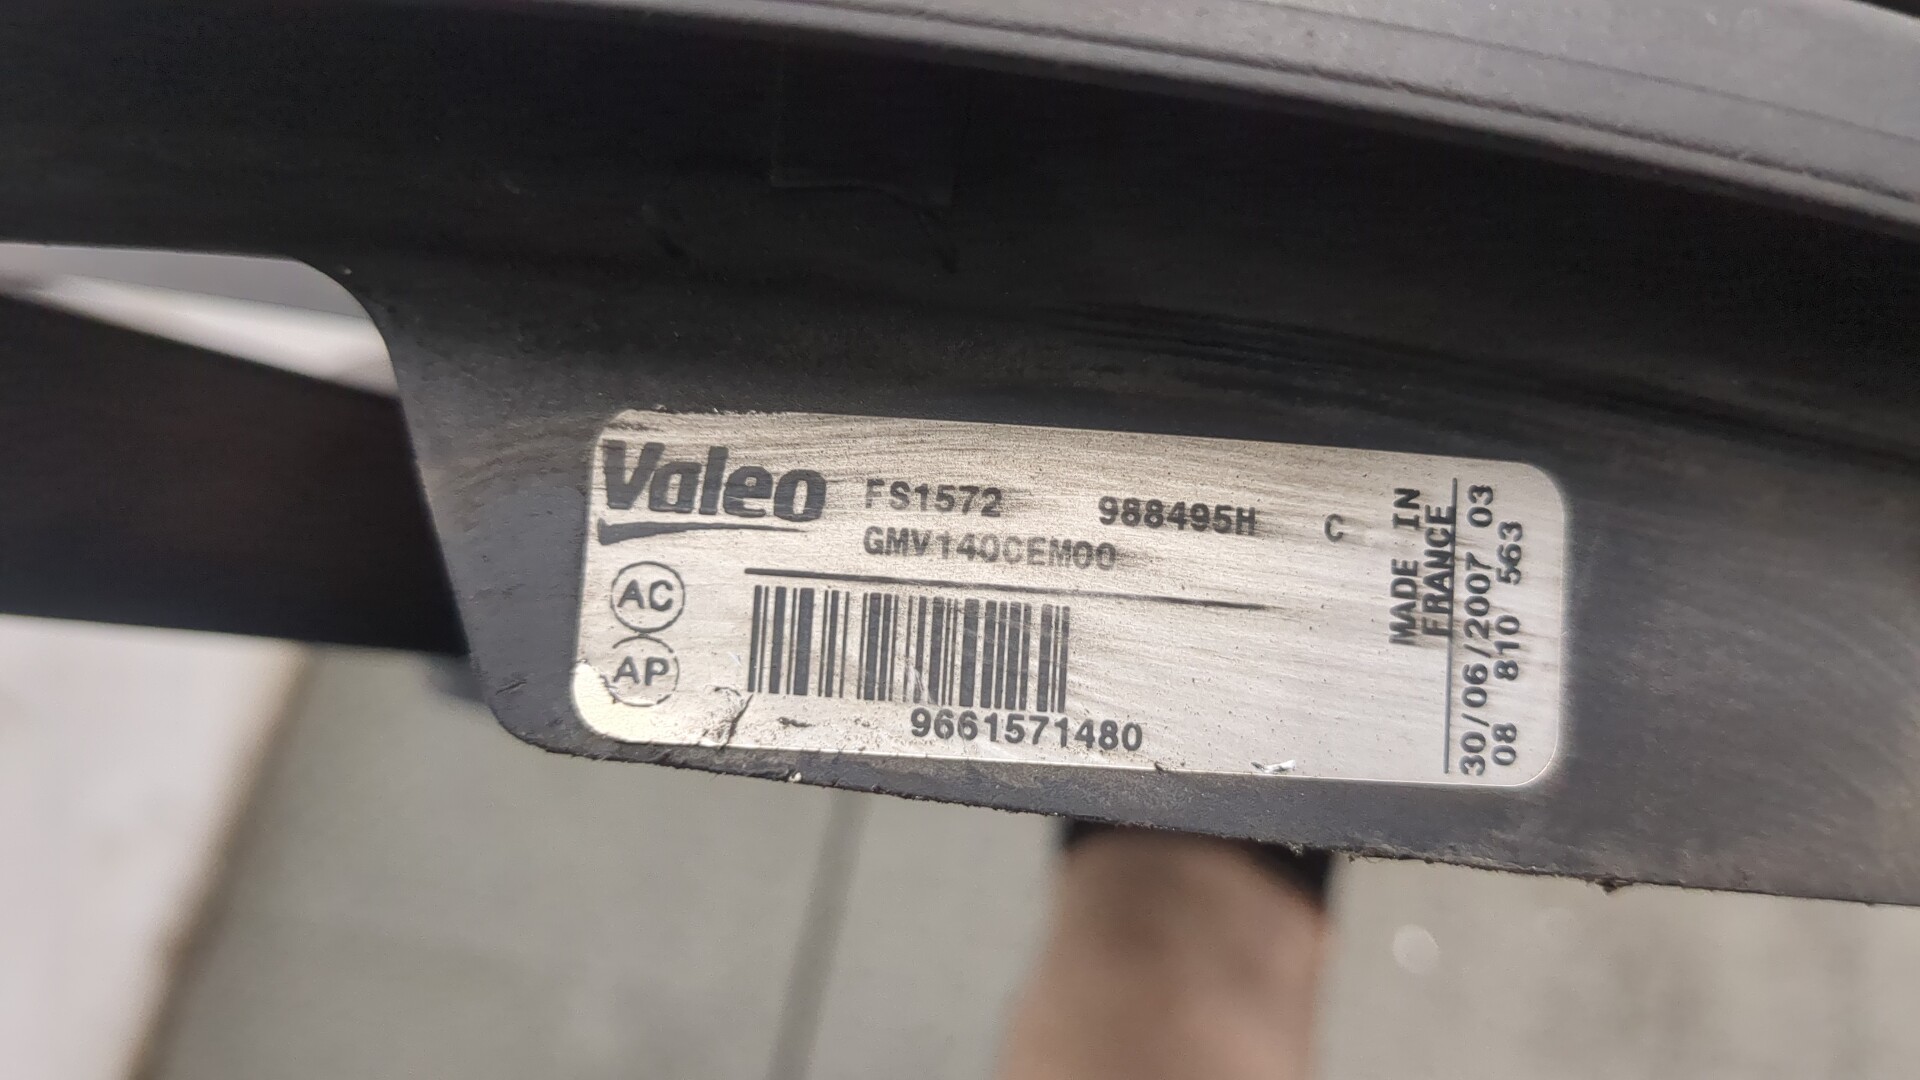 Valeo
FS1572 988495H C
GMV140CEM00
AC
AP
9661571480
MADE IN
FRANCE
30/06/2007 03
08 810 563